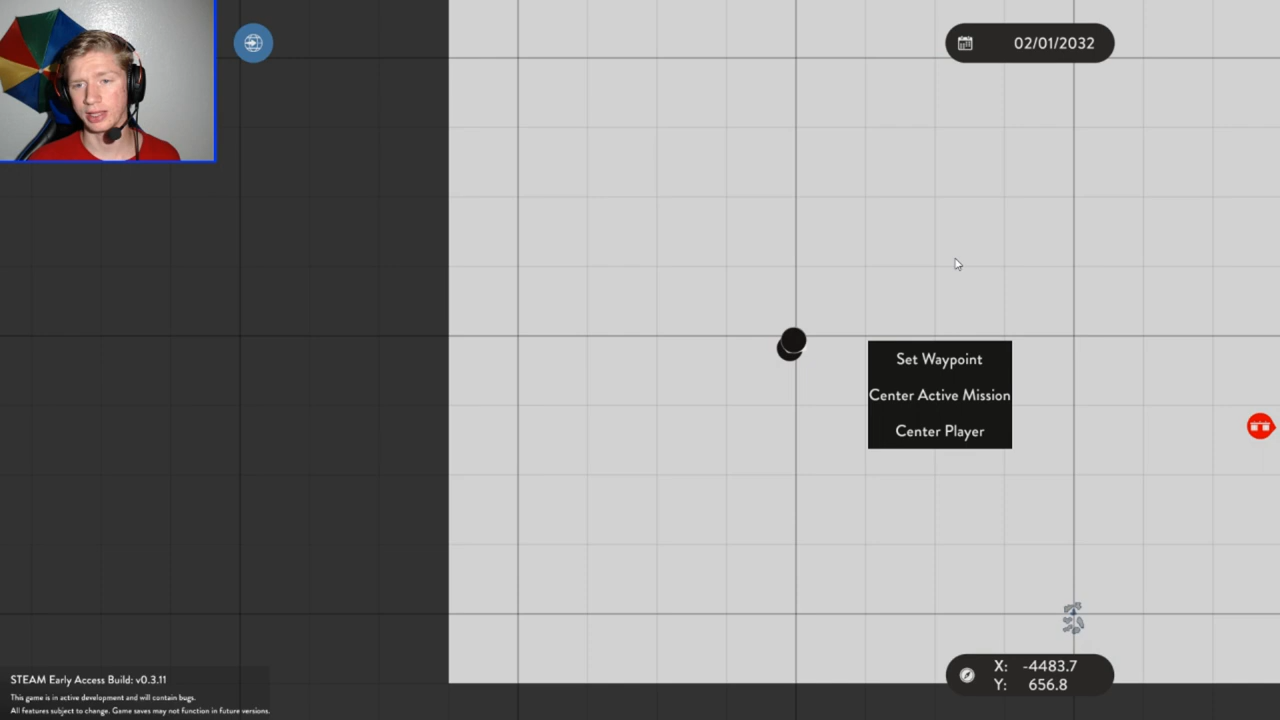 02/01/2032
Set Waypoint
Center Active Mission
Center Player
X: -4483.7
Y: 656.8
STEAM Early Access Build: v0.3.11
This game is in active development and will contain bugs.
All features subject to change. Game saves may not function in future versions.